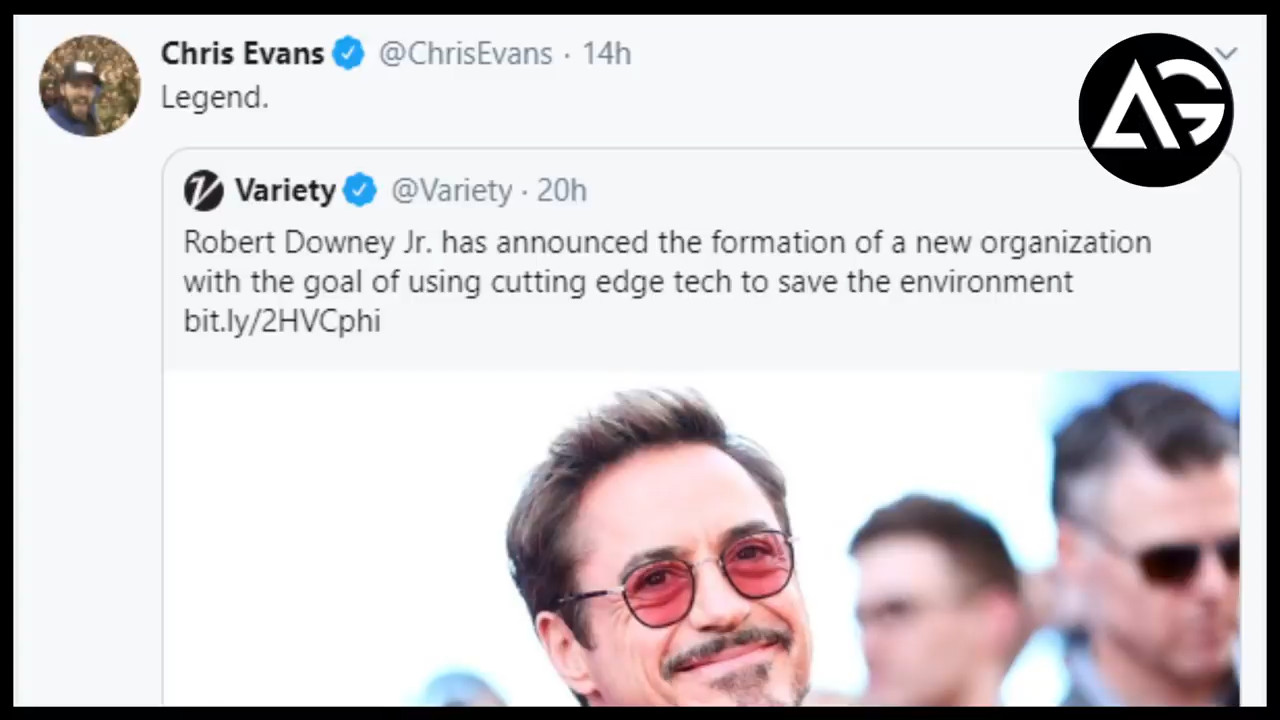 Chris Evans @ChrisEvans · 14h
Legend.
AG
Variety @Variety · 20h
Robert Downey Jr. has announced the formation of a new organization
with the goal of using cutting edge tech to save the environment
bit.ly/2HVCphi